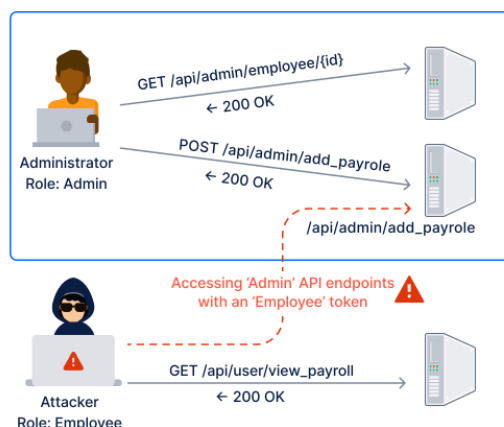 GET /api/admin/employee/{id}
← 200 OK
POST /api/admin/add_payrole
← 200 OK
Administrator
Role: Admin
/api/admin/add_payrole
Accessing ‘Admin’ API endpoints
with an ‘Employee’ token
GET /api/user/view_payroll
← 200 OK
Attacker
Role: Employee